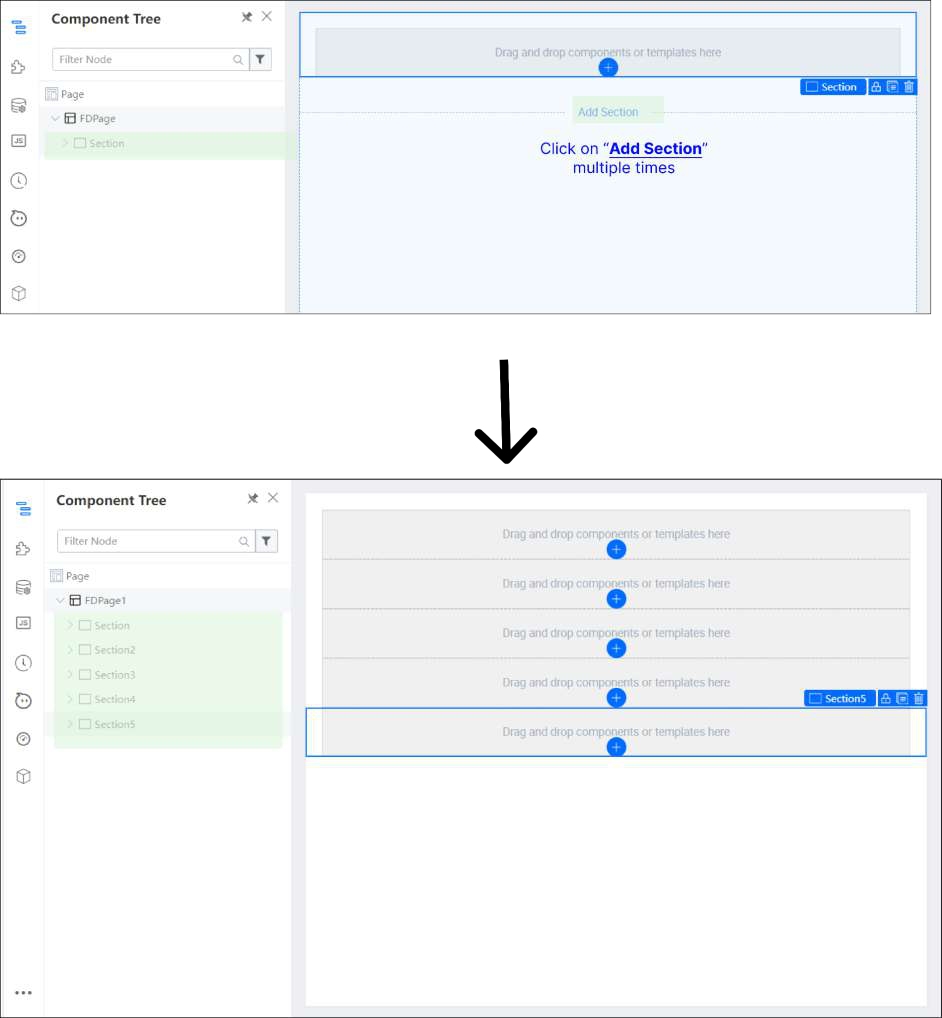 Component Tree
Filter Node
Page
FDPage
Section
Drag and drop components or templates here
Section
Add Section
Click on “Add Section”
multiple times
JS
Component Tree
Filter Node
Page
FDPage1
Section
Section2
Section3
Section4
Section5
JS
Drag and drop components or templates here
Drag and drop components or templates here
Drag and drop components or templates here
Drag and drop components or templates here
Section5
Drag and drop components or templates here